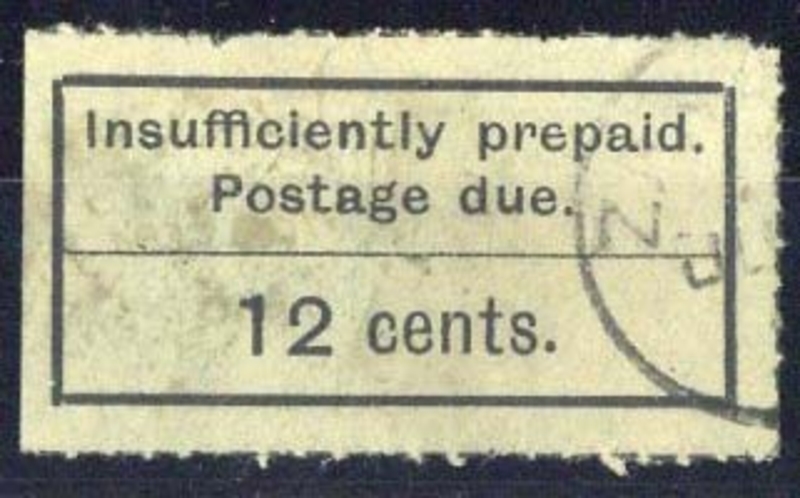 Insufficiently prepaid.
Postage due.
12 cents.